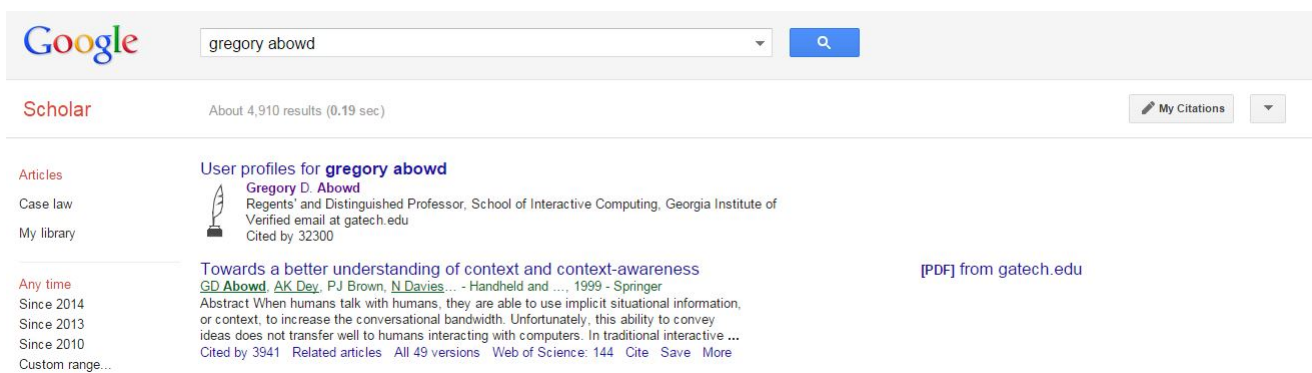 Google
gregory abowd
Scholar
About 4,910 results (0.19 sec)
My Citations
Articles
Case law
My library
Any time
Since 2014
Since 2013
Since 2010
Custom range...
User profiles for gregory abowd
Gregory D. Abowd
Regents' and Distinguished Professor, School of Interactive Computing, Georgia Institute of
Verified email at gatech.edu
Cited by 32300
Towards a better understanding of context and context-awareness
GD Abowd, AK Dey, PJ Brown, N Davies... - Handheld and ..., 1999 - Springer
Abstract When humans talk with humans, they are able to use implicit situational information,
or context, to increase the conversational bandwidth. Unfortunately, this ability to convey
ideas does not transfer well to humans interacting with computers. In traditional interactive ...
Cited by 3941 Related articles All 49 versions Web of Science: 144 Cite Save More
[PDF] from gatech.edu